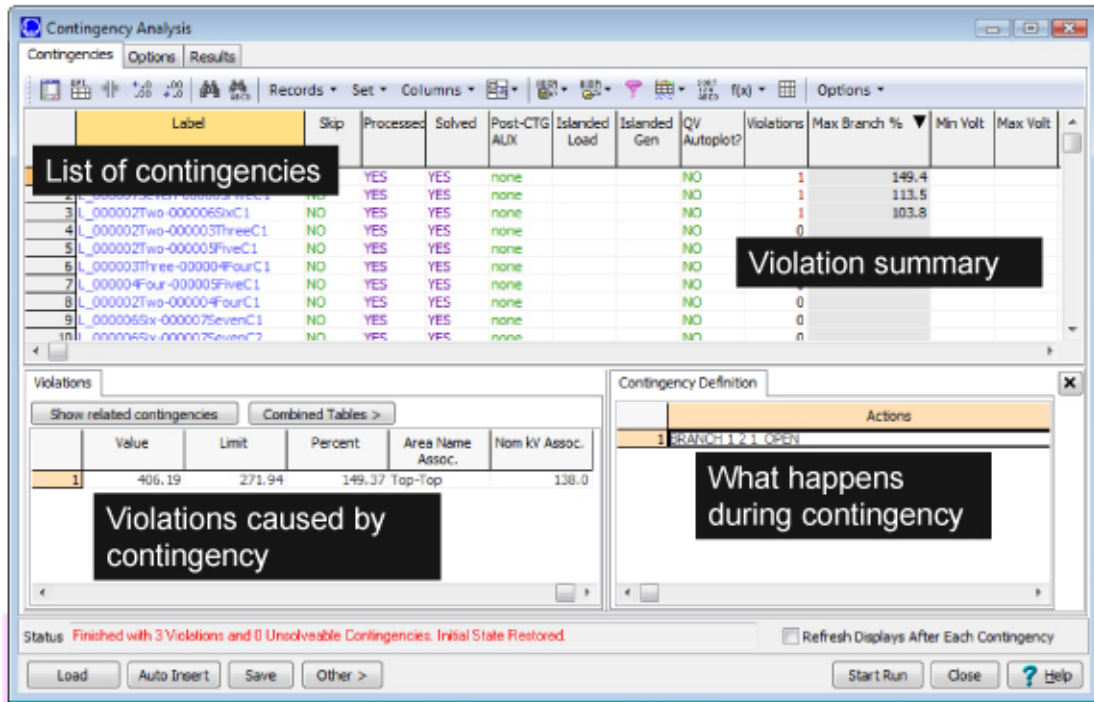 Contingency Analysis
Contingencies Options Results
Records Set Columns f(x) Options
Label Skip Processed Solved Post-CTG AUX Islanded Load Islanded Gen QV Autoplot? Violations Max Branch % Min Volt Max Volt
List of contingencies
YES YES none NO 1 149.4
2 YES YES none NO 1 113.5
3 L_000002Two-000006SixC1 NO YES YES none NO 1 103.8
4 L_000002Two-000003ThreeC1 NO YES YES none NO 0
5 L_000002Two-000005FiveC1 NO YES YES none NO
6 L_000003Three-000004FourC1 NO YES YES none NO
7 L_000004Four-000005FiveC1 NO YES YES none NO
8 L_000002Two-000004FourC1 NO YES YES none NO
9 L_000006Six-000007SevenC1 NO YES YES none NO 0
10 L_000006Six-000007SevenC2 NO YES YES none NO 0
Violation summary
Violations
Show related contingencies Combined Tables >
Value Limit Percent Area Name Assoc. Nom kV Assoc.
1 406.19 271.94 149.37 Top-Top 138.0
Violations caused by
contingency
Contingency Definition
Actions
1 BRANCH 1 2 1 OPEN
What happens
during contingency
Status Finished with 3 Violations and 0 Unsolveable Contingencies. Initial State Restored.
Refresh Displays After Each Contingency
Load Auto Insert Save Other > Start Run Close ? Help